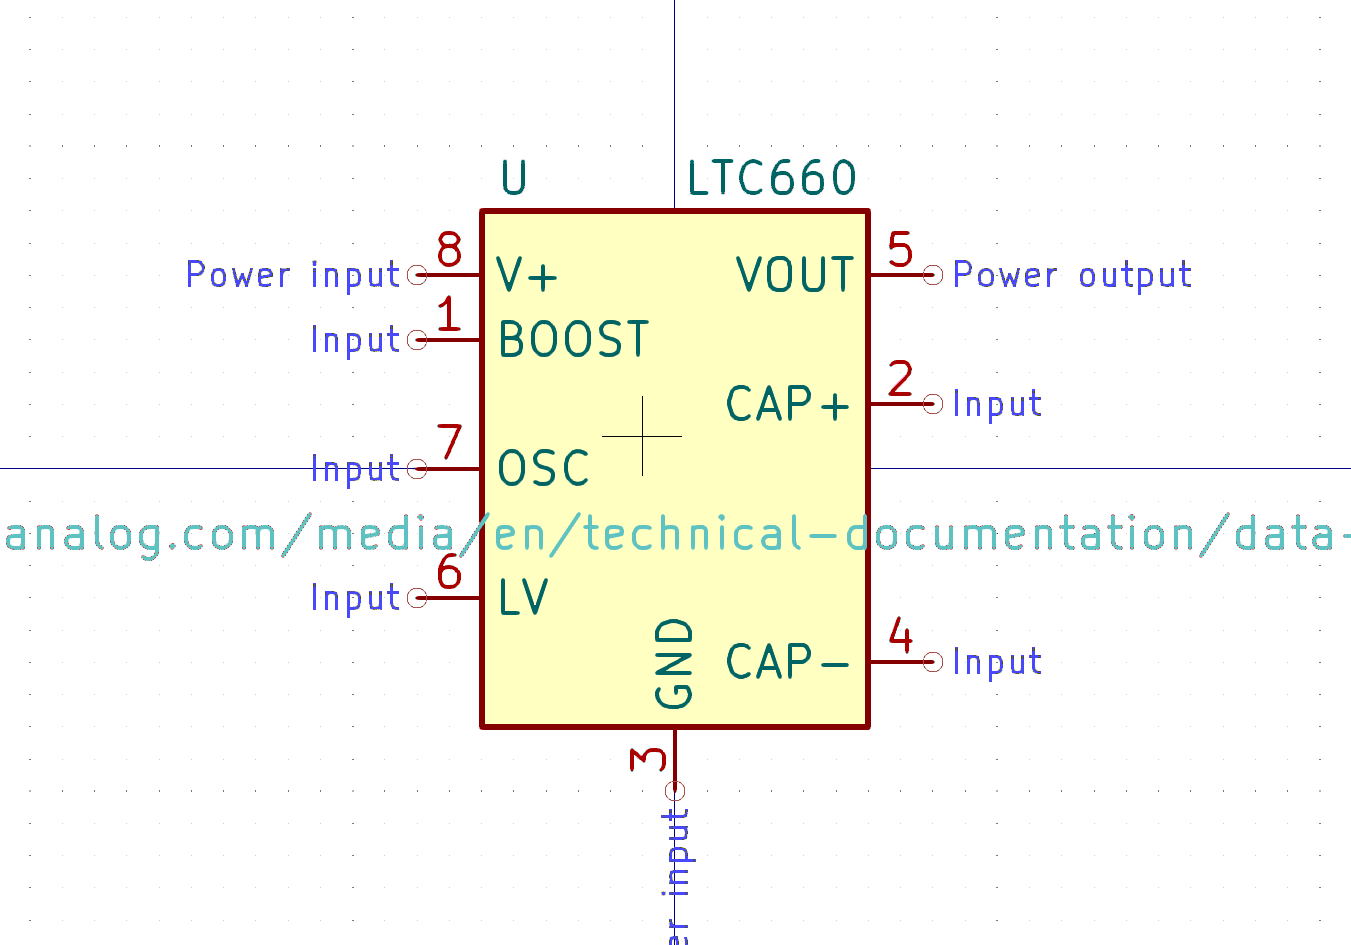 U LTC660
8 5
Power input V+ VOUT Power output
1
Input BOOST
2
CAP+ Input
7
Input OSC
analog.com/media/en/technical-documentation/data-
6
Input LV
4
CAP- Input
GND
3
er input